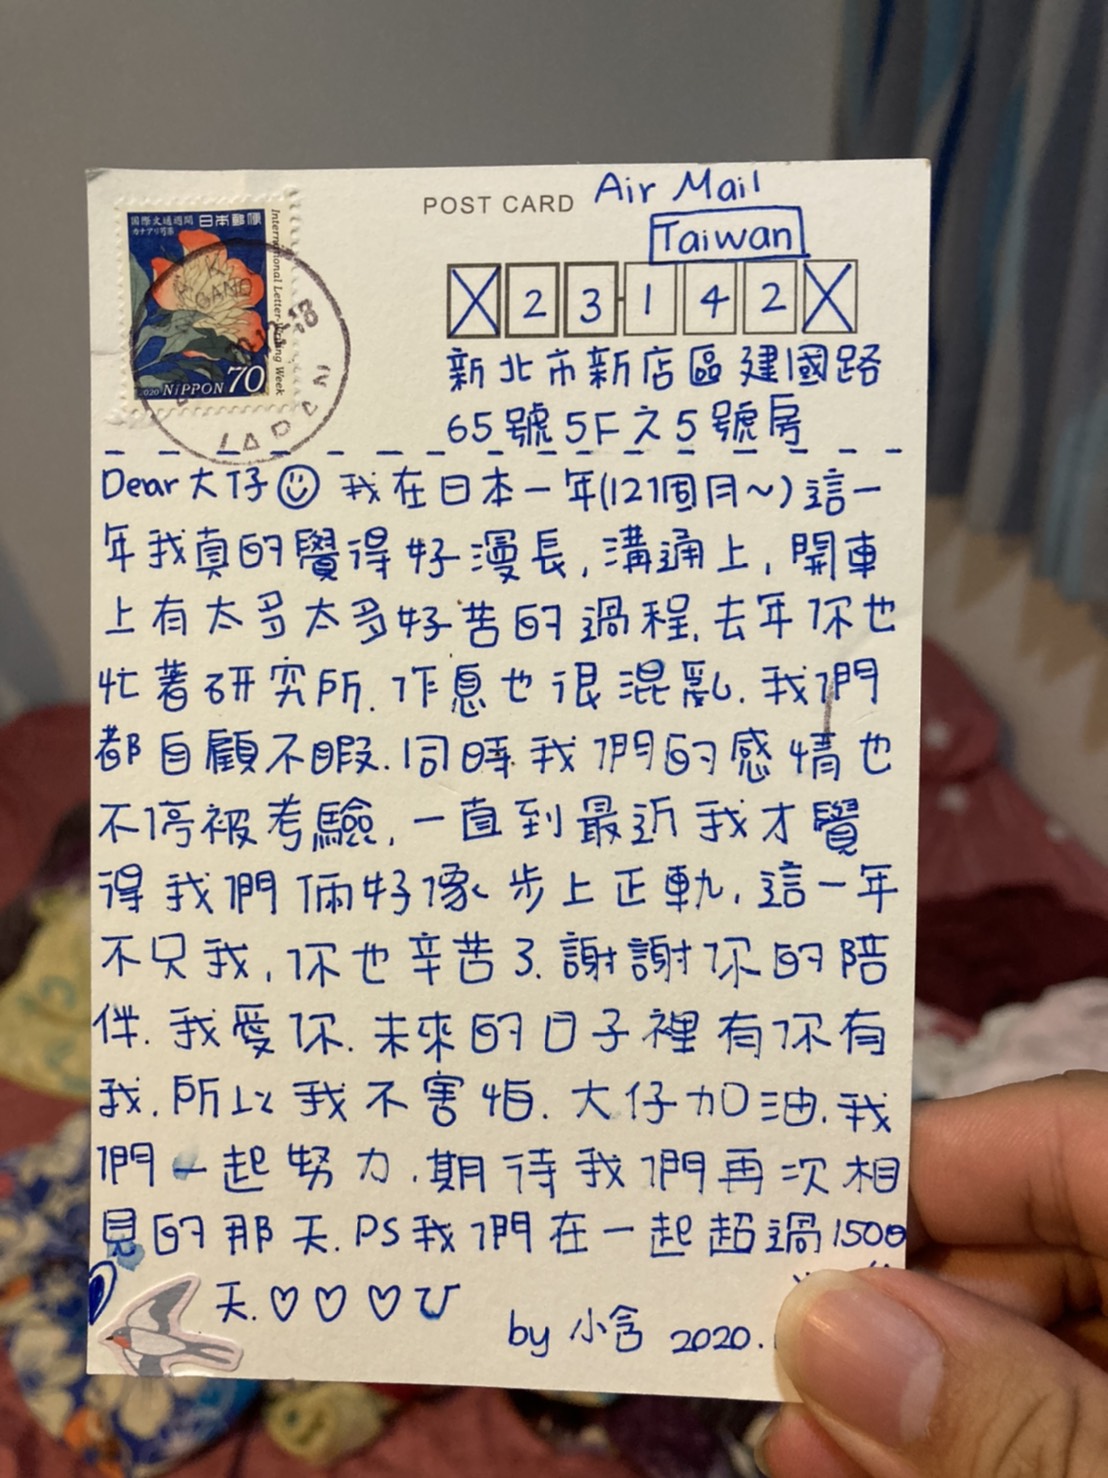 POST CARD
Air Mail
Taiwan
国際文通週間 日本郵便
International Letter-Writing Week
2020 NIPPON 70
2 3 1 4 2
新北市新店區建國路
65號5F之5號房
Dear大仔 我在日本一年(12個月~)這一
年我真的覺得好漫長,溝通上,開車
上有太多太多好苦的過程.去年你也
忙著研究所.作息也很混亂.我們
都自顧不暇.同時我們的感情也
不停被考驗,一直到最近我才覺
得我們倆好像步上正軌.這一年
不只我,你也辛苦了.謝謝你的陪
伴.我愛你.未來的日子裡有你有
我.所以我不害怕.大仔加油.我
們一起努力.期待我們再次相
見的那天.PS我們在一起超過1500
天.♡♡♡
by 小含 2020.